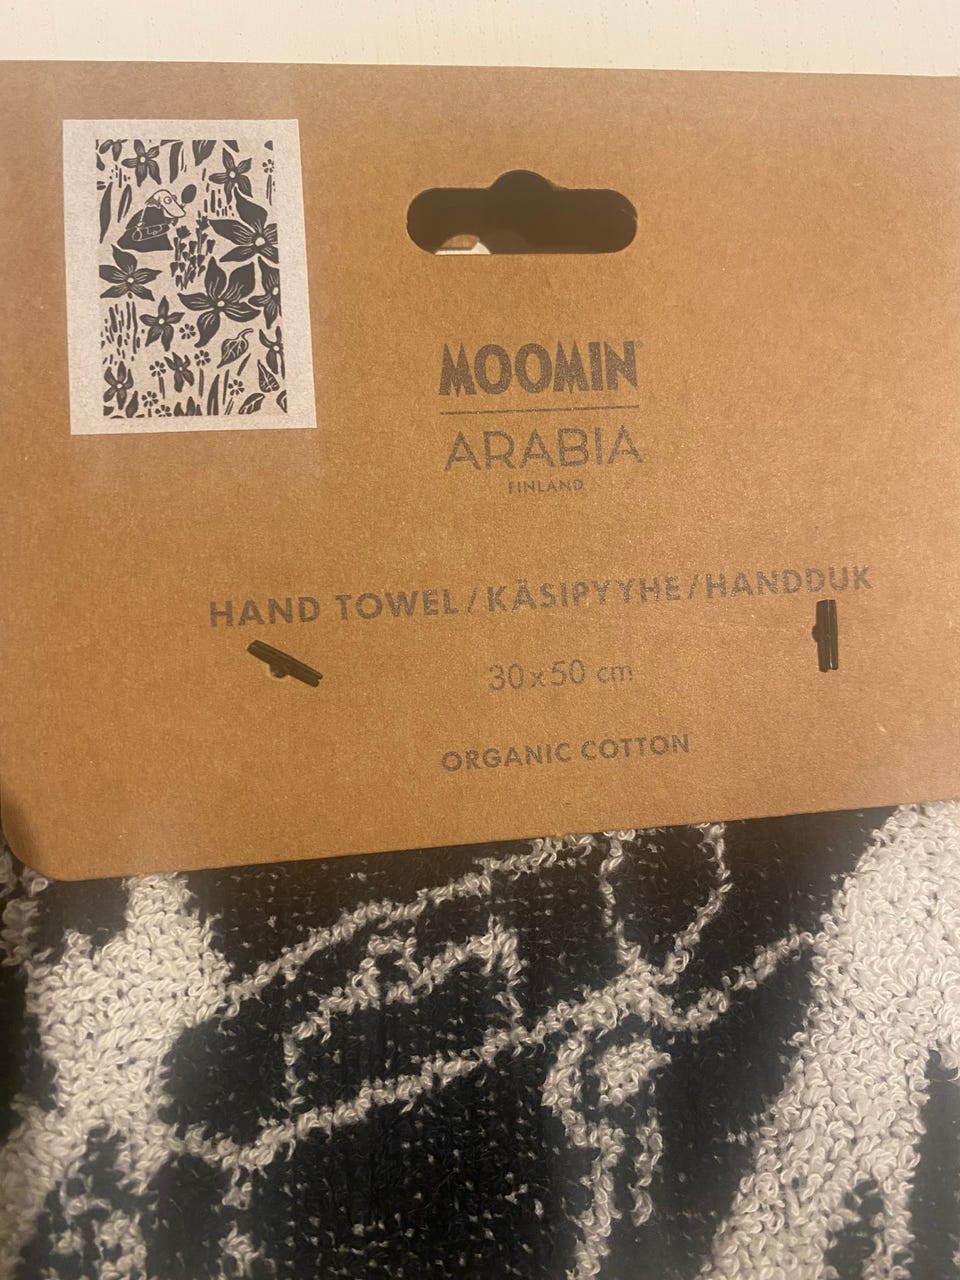 MOOMIN
ARABIA
FINLAND
HAND TOWEL/KÄSIPYYHE/HANDDUK
30x50 cm
ORGANIC COTTON